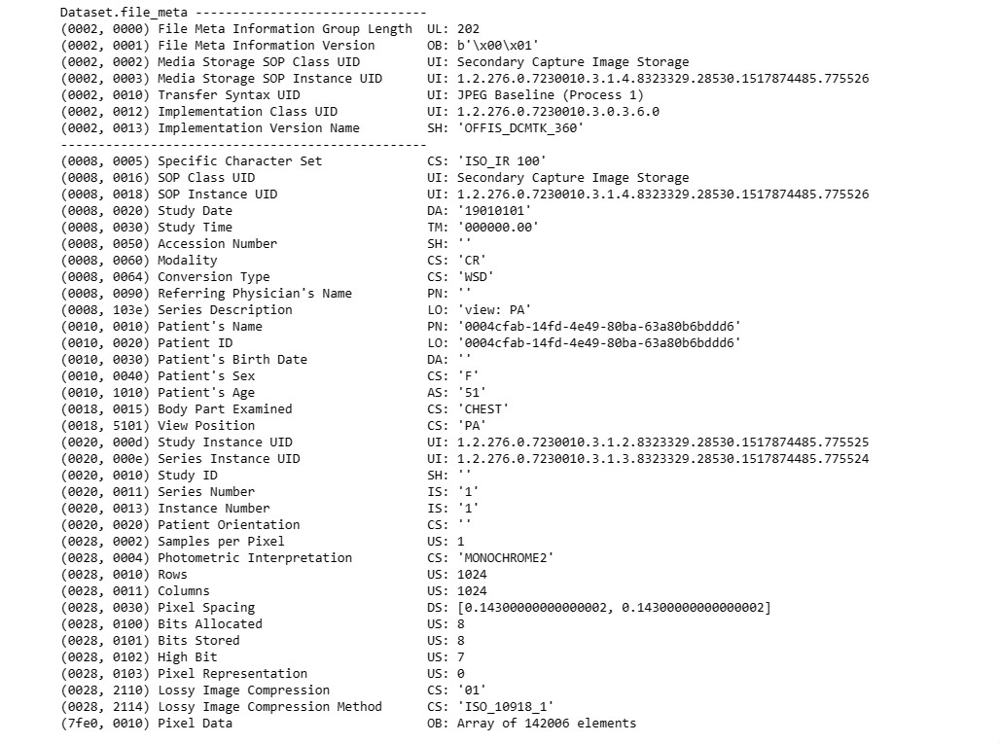 Dataset.file_meta -------------------------------
(0002, 0000) File Meta Information Group Length  UL: 202
(0002, 0001) File Meta Information Version       OB: b'\x00\x01'
(0002, 0002) Media Storage SOP Class UID         UI: Secondary Capture Image Storage
(0002, 0003) Media Storage SOP Instance UID      UI: 1.2.276.0.7230010.3.1.4.8323329.28530.1517874485.775526
(0002, 0010) Transfer Syntax UID                 UI: JPEG Baseline (Process 1)
(0002, 0012) Implementation Class UID            UI: 1.2.276.0.7230010.3.0.3.6.0
(0002, 0013) Implementation Version Name         SH: 'OFFIS_DCMTK_360'
-------------------------------------------------
(0008, 0005) Specific Character Set              CS: 'ISO_IR 100'
(0008, 0016) SOP Class UID                       UI: Secondary Capture Image Storage
(0008, 0018) SOP Instance UID                    UI: 1.2.276.0.7230010.3.1.4.8323329.28530.1517874485.775526
(0008, 0020) Study Date                          DA: '19010101'
(0008, 0030) Study Time                          TM: '000000.00'
(0008, 0050) Accession Number                    SH: ''
(0008, 0060) Modality                            CS: 'CR'
(0008, 0064) Conversion Type                     CS: 'WSD'
(0008, 0090) Referring Physician's Name          PN: ''
(0008, 103e) Series Description                  LO: 'view: PA'
(0010, 0010) Patient's Name                      PN: '0004cfab-14fd-4e49-80ba-63a80b6bddd6'
(0010, 0020) Patient ID                          LO: '0004cfab-14fd-4e49-80ba-63a80b6bddd6'
(0010, 0030) Patient's Birth Date                DA: ''
(0010, 0040) Patient's Sex                       CS: 'F'
(0010, 1010) Patient's Age                       AS: '51'
(0018, 0015) Body Part Examined                  CS: 'CHEST'
(0018, 5101) View Position                       CS: 'PA'
(0020, 000d) Study Instance UID                  UI: 1.2.276.0.7230010.3.1.2.8323329.28530.1517874485.775525
(0020, 000e) Series Instance UID                 UI: 1.2.276.0.7230010.3.1.3.8323329.28530.1517874485.775524
(0020, 0010) Study ID                            SH: ''
(0020, 0011) Series Number                       IS: '1'
(0020, 0013) Instance Number                     IS: '1'
(0020, 0020) Patient Orientation                 CS: ''
(0028, 0002) Samples per Pixel                   US: 1
(0028, 0004) Photometric Interpretation          CS: 'MONOCHROME2'
(0028, 0010) Rows                                US: 1024
(0028, 0011) Columns                             US: 1024
(0028, 0030) Pixel Spacing                       DS: [0.14300000000000002, 0.14300000000000002]
(0028, 0100) Bits Allocated                      US: 8
(0028, 0101) Bits Stored                         US: 8
(0028, 0102) High Bit                            US: 7
(0028, 0103) Pixel Representation                US: 0
(0028, 2110) Lossy Image Compression             CS: '01'
(0028, 2114) Lossy Image Compression Method      CS: 'ISO_10918_1'
(7fe0, 0010) Pixel Data                          OB: Array of 142006 elements